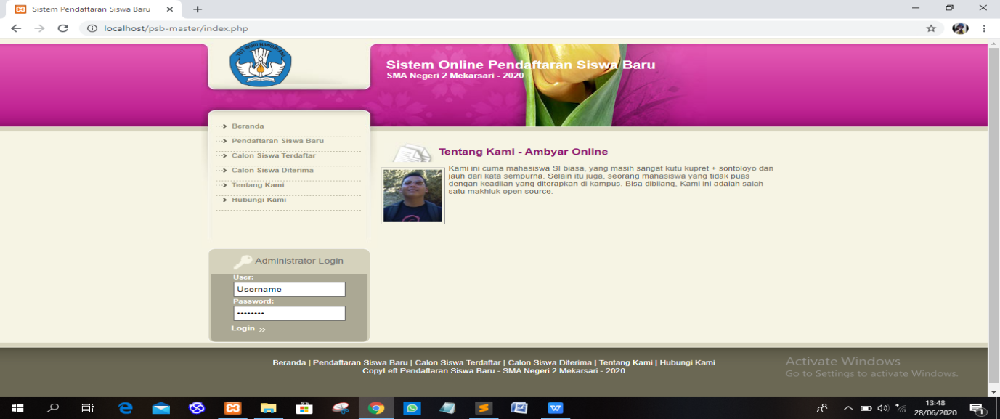 Sistem Pendaftaran Siswa Baru
localhost/psb-master/index.php
TUT WURI HANDAYANI
Sistem Online Pendaftaran Siswa Baru
SMA Negeri 2 Mekarsari - 2020
Beranda
Pendaftaran Siswa Baru
Calon Siswa Terdaftar
Calon Siswa Diterima
Tentang Kami
Hubungi Kami
Tentang Kami - Ambyar Online
Kami ini cuma mahasiswa SI biasa, yang masih sangat kutu kupret + sontoloyo dan
jauh dari kata sempurna. Selain itu juga, seorang mahasiswa yang tidak puas
dengan keadilan yang diterapkan di kampus. Bisa dibilang, Kami ini adalah salah
satu makhluk open source.
Administrator Login
User:
Username
Password:
••••••••
Login »
Beranda | Pendaftaran Siswa Baru | Calon Siswa Terdaftar | Calon Siswa Diterima | Tentang Kami | Hubungi Kami
CopyLeft Pendaftaran Siswa Baru - SMA Negeri 2 Mekarsari - 2020
Activate Windows
Go to Settings to activate Windows.
13:48
28/06/2020
1